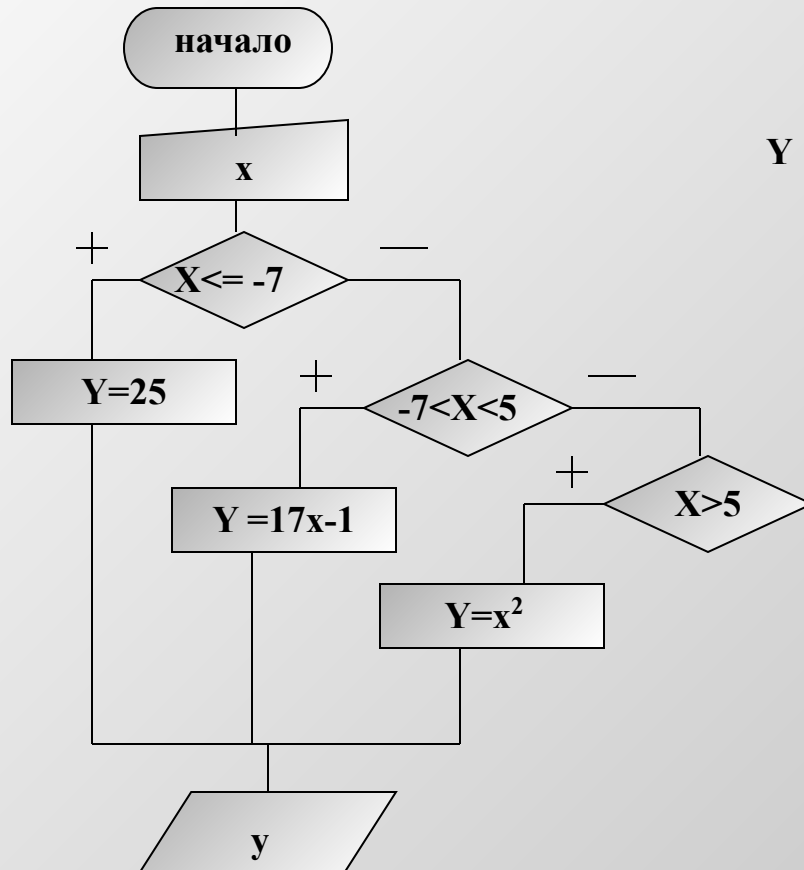 начало
x
Y
+ —
X<= -7
Y=25
+ —
-7<X<5
+
X>5
Y =17x-1
Y=x²
y